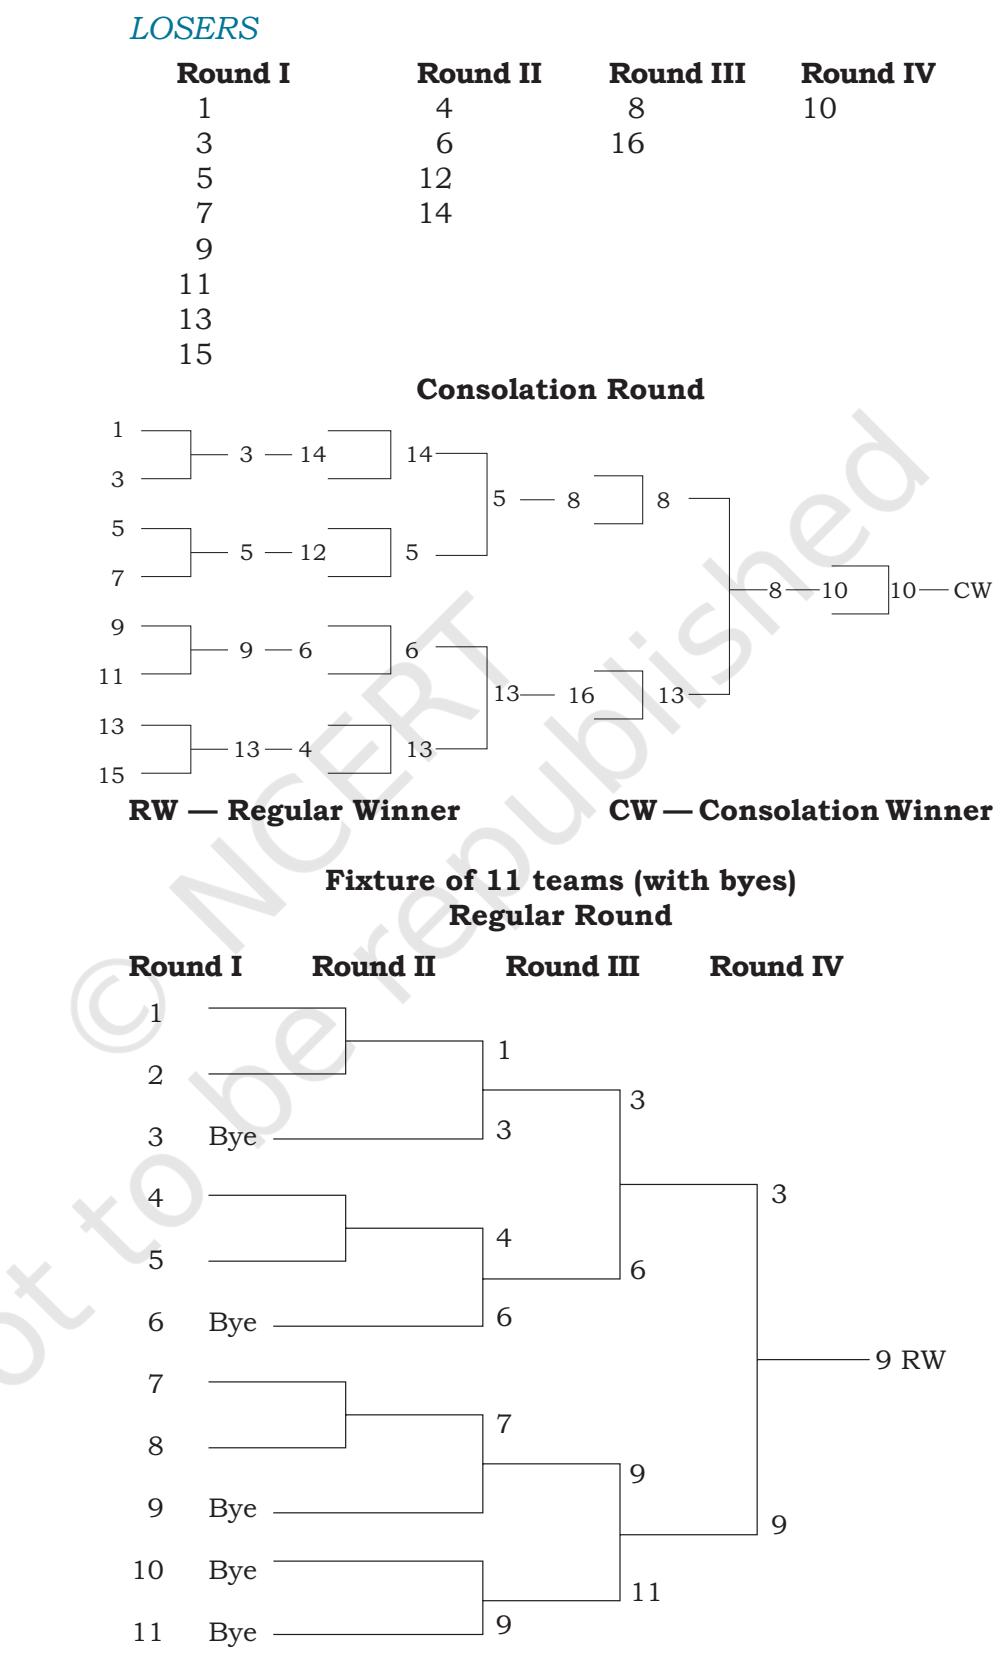 LOSERS
Round I Round II Round III Round IV
1 4 8 10
3 6 16
5 12
7 14
9
11
13
15
Consolation Round
1
3 — 14 14
3
5 — 8 8
5
5 — 12 5
7
8 — 10 10 — CW
9
9 — 6 6
11
13 — 16 13
13
13 — 4 13
15
RW — Regular Winner CW — Consolation Winner
Fixture of 11 teams (with byes)
Regular Round
Round I Round II Round III Round IV
1
1
2
3
3 Bye 3
4
3
4
5
6
6 Bye 6
9 RW
7
7
8
9
9 Bye
9
10 Bye
11
11 Bye 9
© NCERT
not to be republished